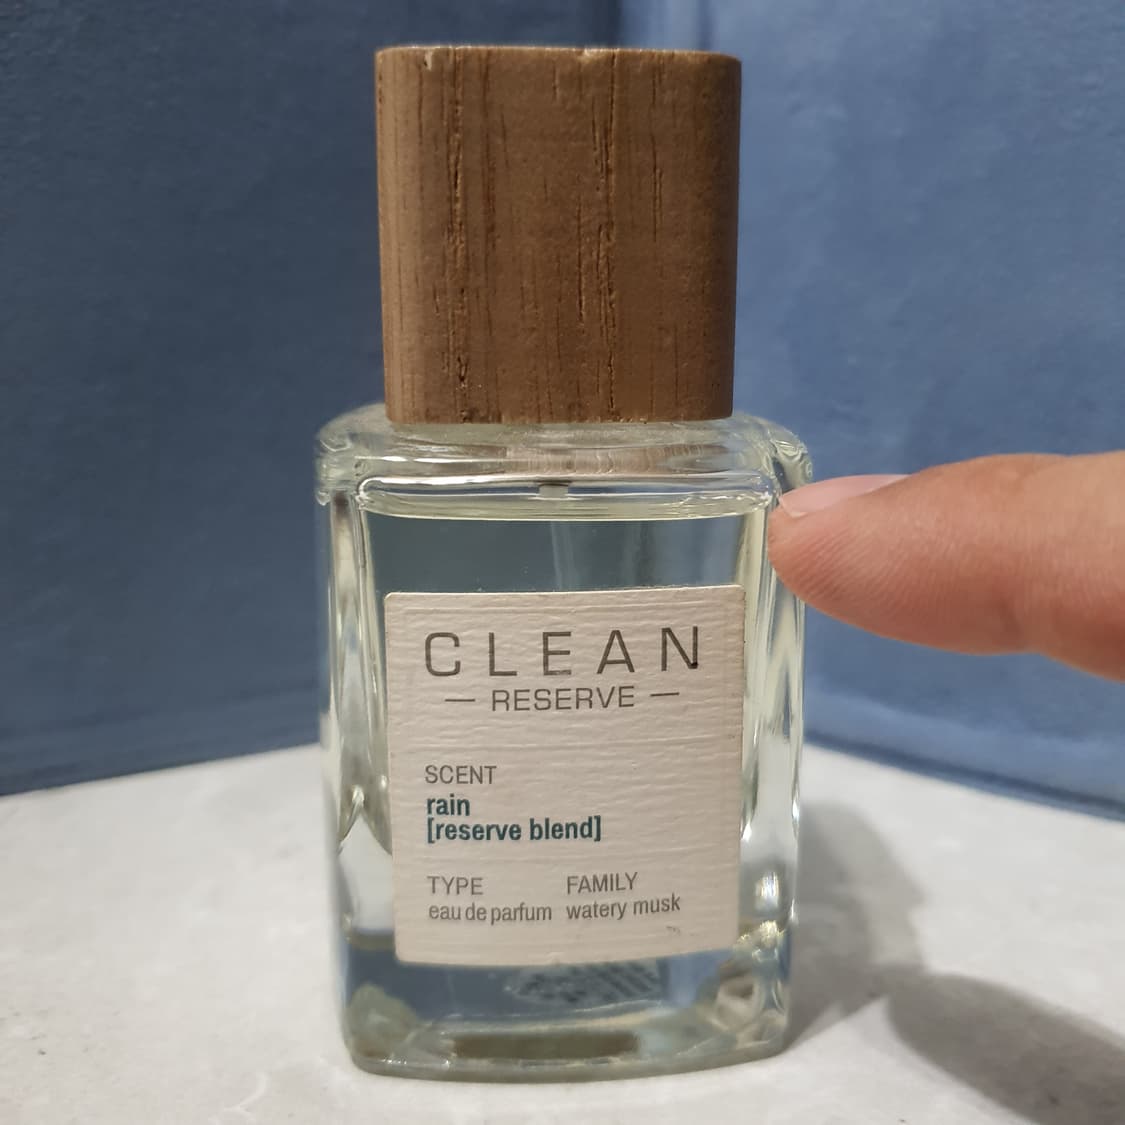 CLEAN
— RESERVE —
SCENT
rain
[reserve blend]
TYPE FAMILY
eau de parfum watery musk